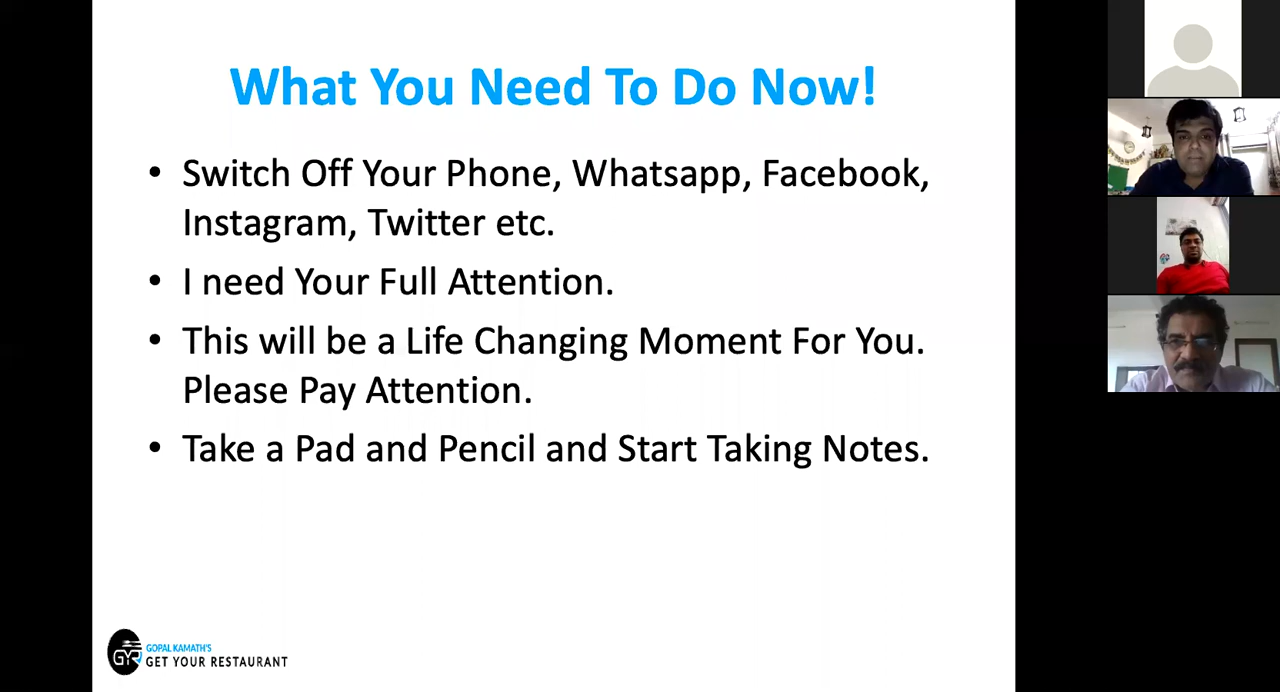 What You Need To Do Now!
• Switch Off Your Phone, Whatsapp, Facebook,
Instagram, Twitter etc.
• I need Your Full Attention.
• This will be a Life Changing Moment For You.
Please Pay Attention.
• Take a Pad and Pencil and Start Taking Notes.
GYR
GOPAL KAMATH'S
GET YOUR RESTAURANT